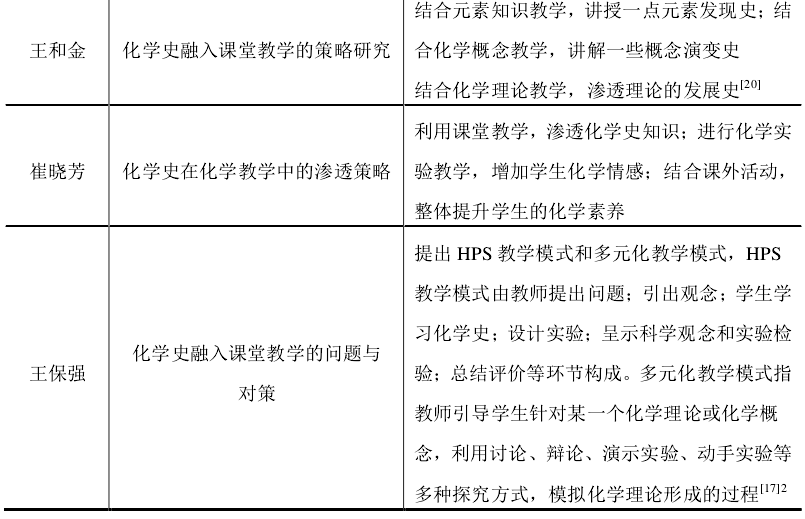 王和金
化学史融入课堂教学的策略研究
结合元素知识教学，讲授一点元素发现史；结
合化学概念教学，讲解一些概念演变史
结合化学理论教学，渗透理论的发展史[20]
崔晓芳
化学史在化学教学中的渗透策略
利用课堂教学，渗透化学史知识；进行化学实
验教学，增加学生化学情感；结合课外活动，
整体提升学生的化学素养
王保强
化学史融入课堂教学的问题与
对策
提出 HPS 教学模式和多元化教学模式，HPS
教学模式由教师提出问题；引出观念；学生学
习化学史；设计实验；呈示科学观念和实验检
验；总结评价等环节构成。多元化教学模式指
教师引导学生针对某一个化学理论或化学概
念，利用讨论、辩论、演示实验、动手实验等
多种探究方式，模拟化学理论形成的过程[17]2